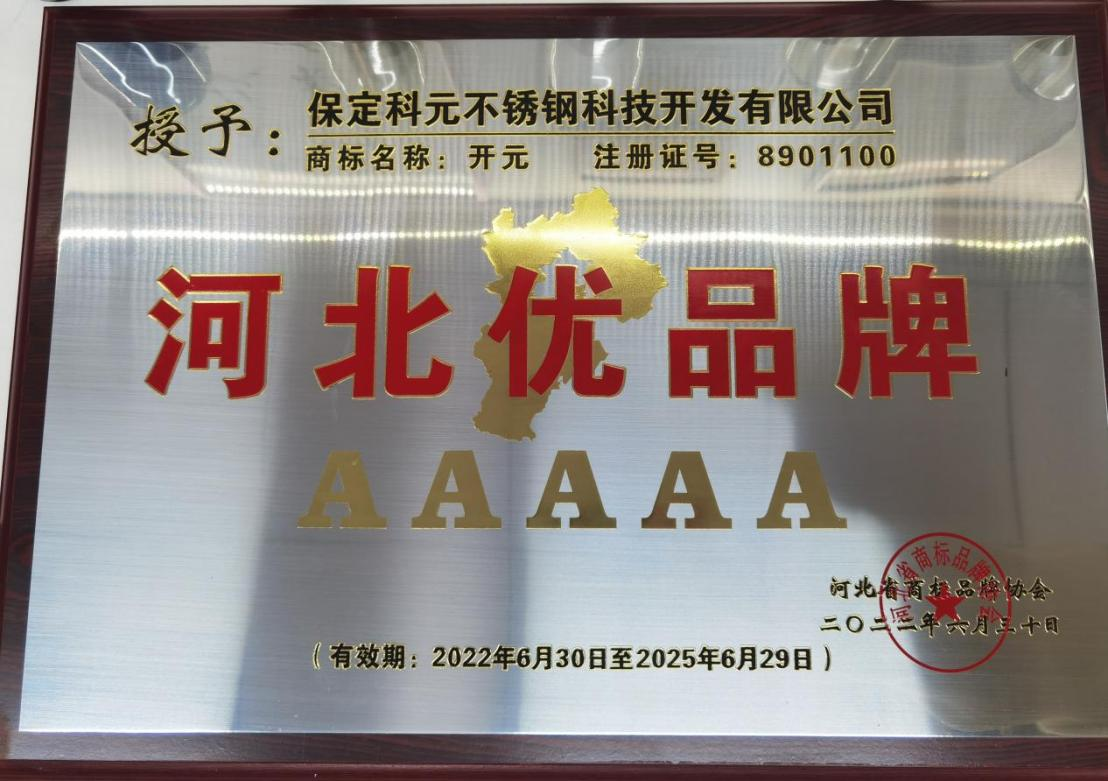 授予：保定科元不锈钢科技开发有限公司
商标名称：开元 注册证号：8901100
河北优品牌
AAAAA
河北省商标品牌协会
二〇二二年六月三十日
（有效期：2022年6月30日至2025年6月29日）